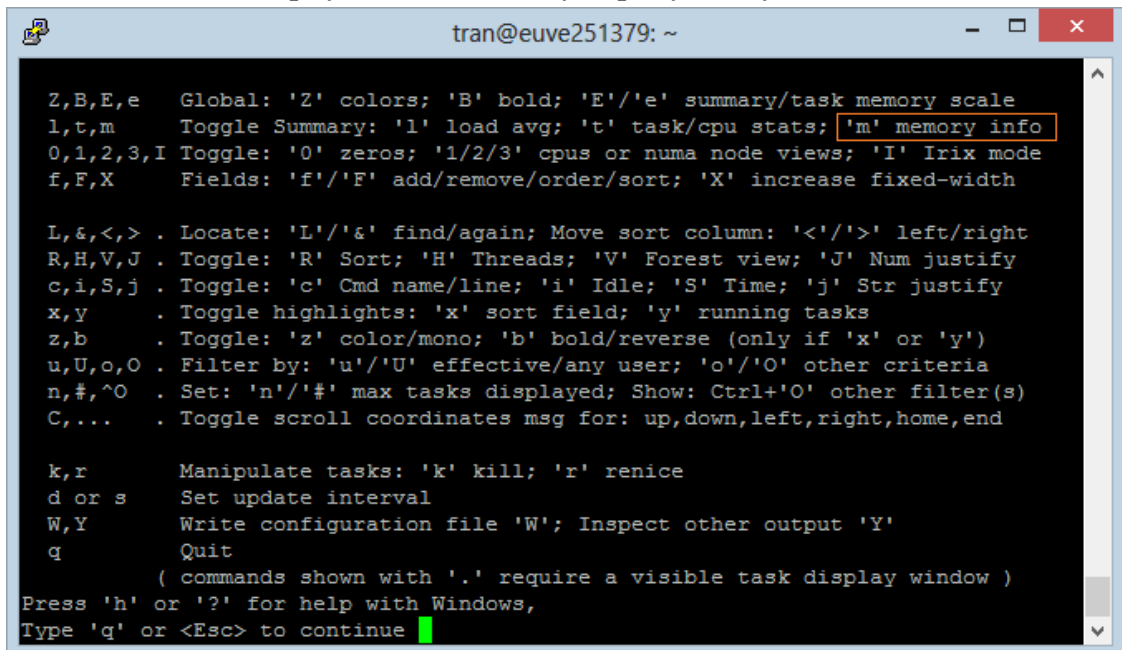 tran@euve251379: ~
Z,B,E,e   Global: 'Z' colors; 'B' bold; 'E'/'e' summary/task memory scale
l,t,m     Toggle Summary: 'l' load avg; 't' task/cpu stats; 'm' memory info
0,1,2,3,I Toggle: '0' zeros; '1/2/3' cpus or numa node views; 'I' Irix mode
f,F,X     Fields: 'f'/'F' add/remove/order/sort; 'X' increase fixed-width
L,&,<,> . Locate: 'L'/'&' find/again; Move sort column: '<'/'>' left/right
R,H,V,J . Toggle: 'R' Sort; 'H' Threads; 'V' Forest view; 'J' Num justify
c,i,S,j . Toggle: 'c' Cmd name/line; 'i' Idle; 'S' Time; 'j' Str justify
x,y     . Toggle highlights: 'x' sort field; 'y' running tasks
z,b     . Toggle: 'z' color/mono; 'b' bold/reverse (only if 'x' or 'y')
u,U,o,O . Filter by: 'u'/'U' effective/any user; 'o'/'O' other criteria
n,#,^O  . Set: 'n'/'#' max tasks displayed; Show: Ctrl+'O' other filter(s)
C,...   . Toggle scroll coordinates msg for: up,down,left,right,home,end
k,r       Manipulate tasks: 'k' kill; 'r' renice
d or s    Set update interval
W,Y       Write configuration file 'W'; Inspect other output 'Y'
q         Quit
( commands shown with '.' require a visible task display window )
Press 'h' or '?' for help with Windows,
Type 'q' or <Esc> to continue